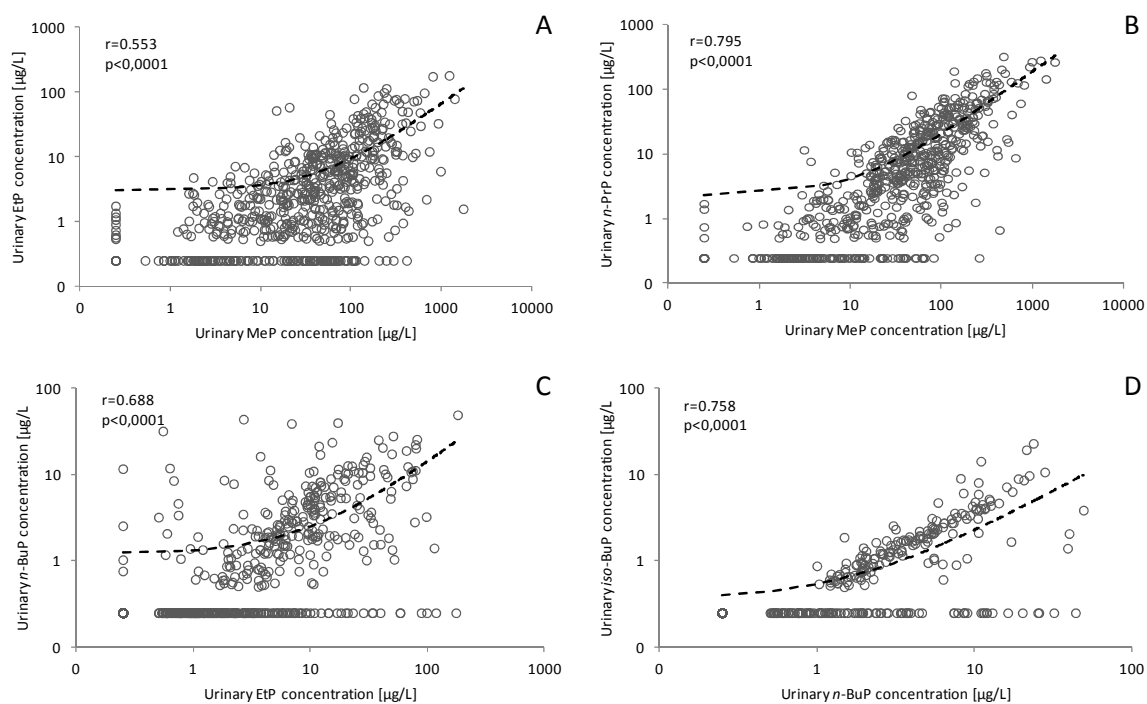 A
r=0.553
p<0,0001
Urinary EtP concentration [µg/L]
1000
100
10
1
0
0 1 10 100 1000 10000
Urinary MeP concentration [µg/L]
B
r=0.795
p<0,0001
Urinary n-PrP concentration [µg/L]
1000
100
10
1
0
0 1 10 100 1000 10000
Urinary MeP concentration [µg/L]
C
r=0.688
p<0,0001
Urinary n-BuP concentration [µg/L
100
10
1
0
0 1 10 100 1000
Urinary EtP concentration [µg/L]
D
r=0.758
p<0,0001
Urinary iso-BuP concentration [µg/L
100
10
1
0
0 1 10 100
Urinary n-BuP concentration [µg/L]